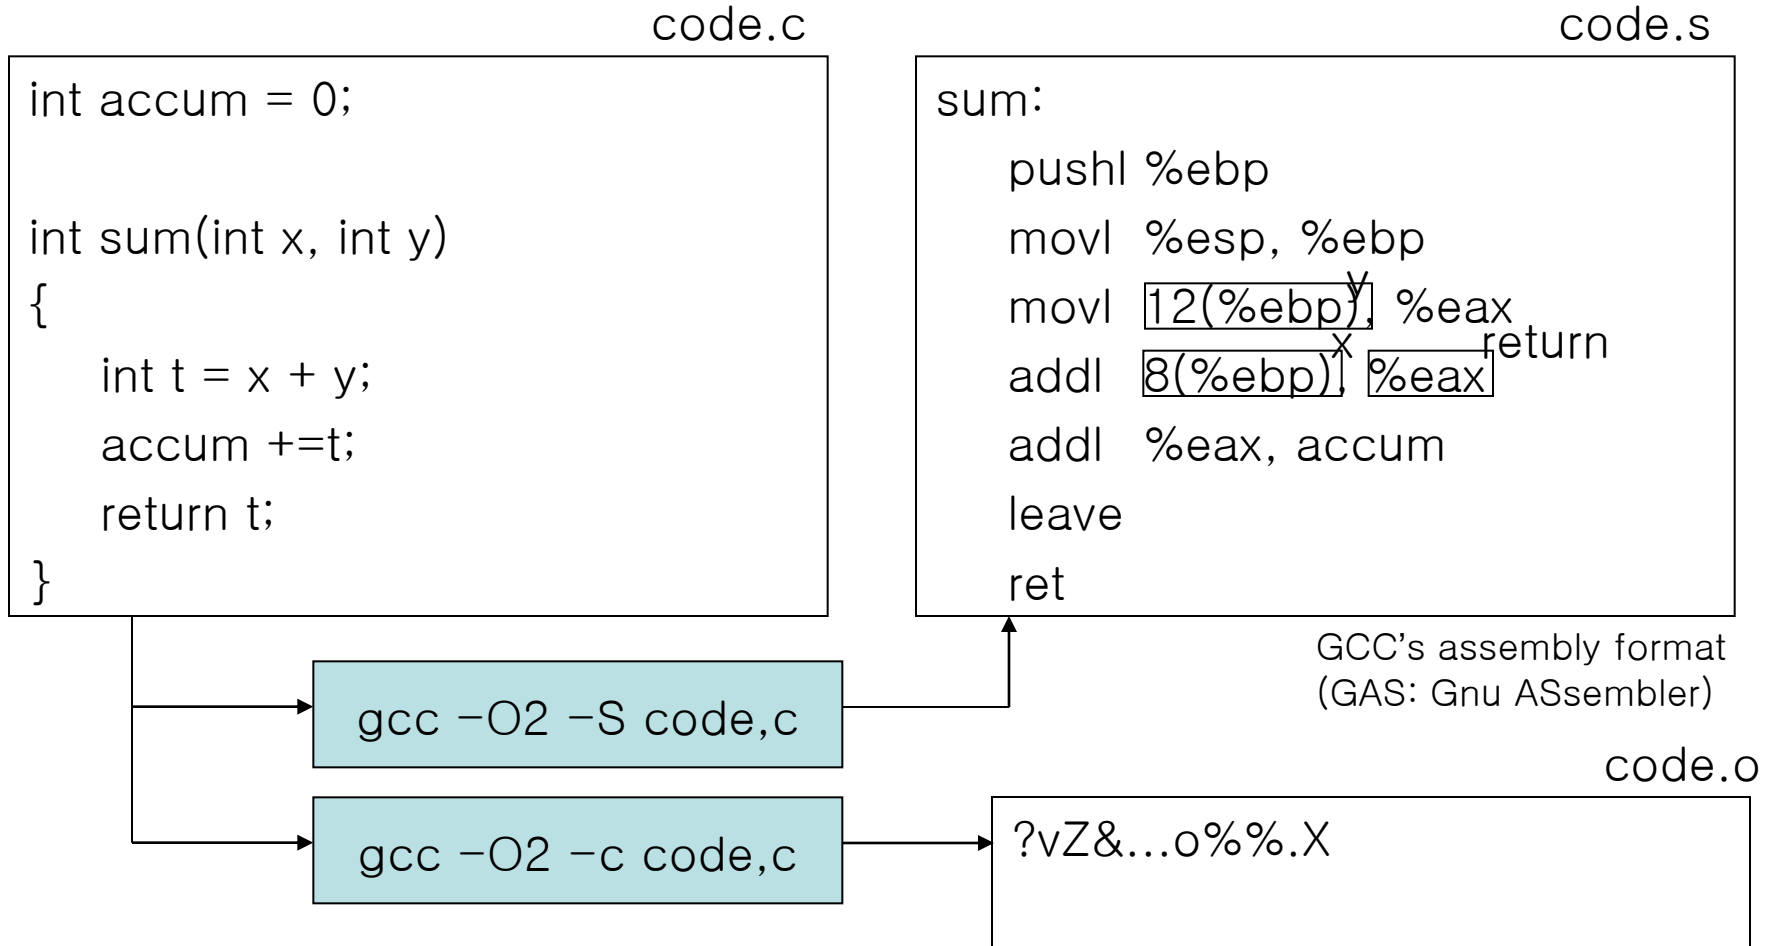 code.c
int accum = 0;
int sum(int x, int y)
{
int t = x + y;
accum +=t;
return t;
}
code.s
sum:
pushl %ebp
movl %esp, %ebp
y
movl 12(%ebp), %eax
x return
addl 8(%ebp), %eax
addl %eax, accum
leave
ret
GCC's assembly format
(GAS: Gnu ASsembler)
gcc -O2 -S code,c
gcc -O2 -c code,c
code.o
?vZ&...o%%.X